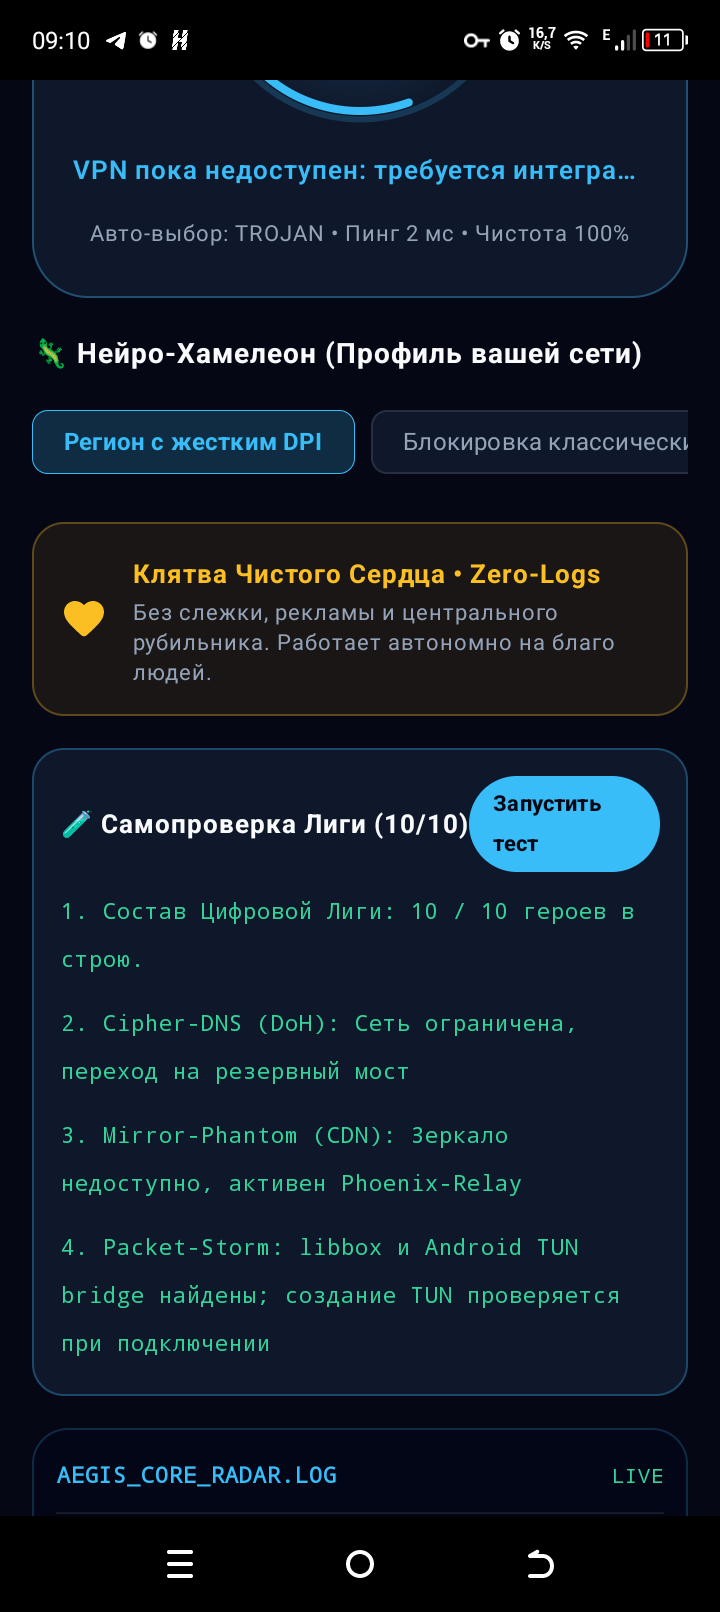 09:10
16,7
K/S
E
11
VPN пока недоступен: требуется интегра…
Авто-выбор: TROJAN • Пинг 2 мс • Чистота 100%
Нейро-Хамелеон (Профиль вашей сети)
Регион с жестким DPI
Блокировка классически
Клятва Чистого Сердца • Zero-Logs
Без слежки, рекламы и центрального
рубильника. Работает автономно на благо
людей.
Самопроверка Лиги (10/10)
Запустить
тест
1. Состав Цифровой Лиги: 10 / 10 героев в
строю.
2. Cipher-DNS (DoH): Сеть ограничена,
переход на резервный мост
3. Mirror-Phantom (CDN): Зеркало
недоступно, активен Phoenix-Relay
4. Packet-Storm: libbox и Android TUN
bridge найдены; создание TUN проверяется
при подключении
AEGIS_CORE_RADAR.LOG
LIVE